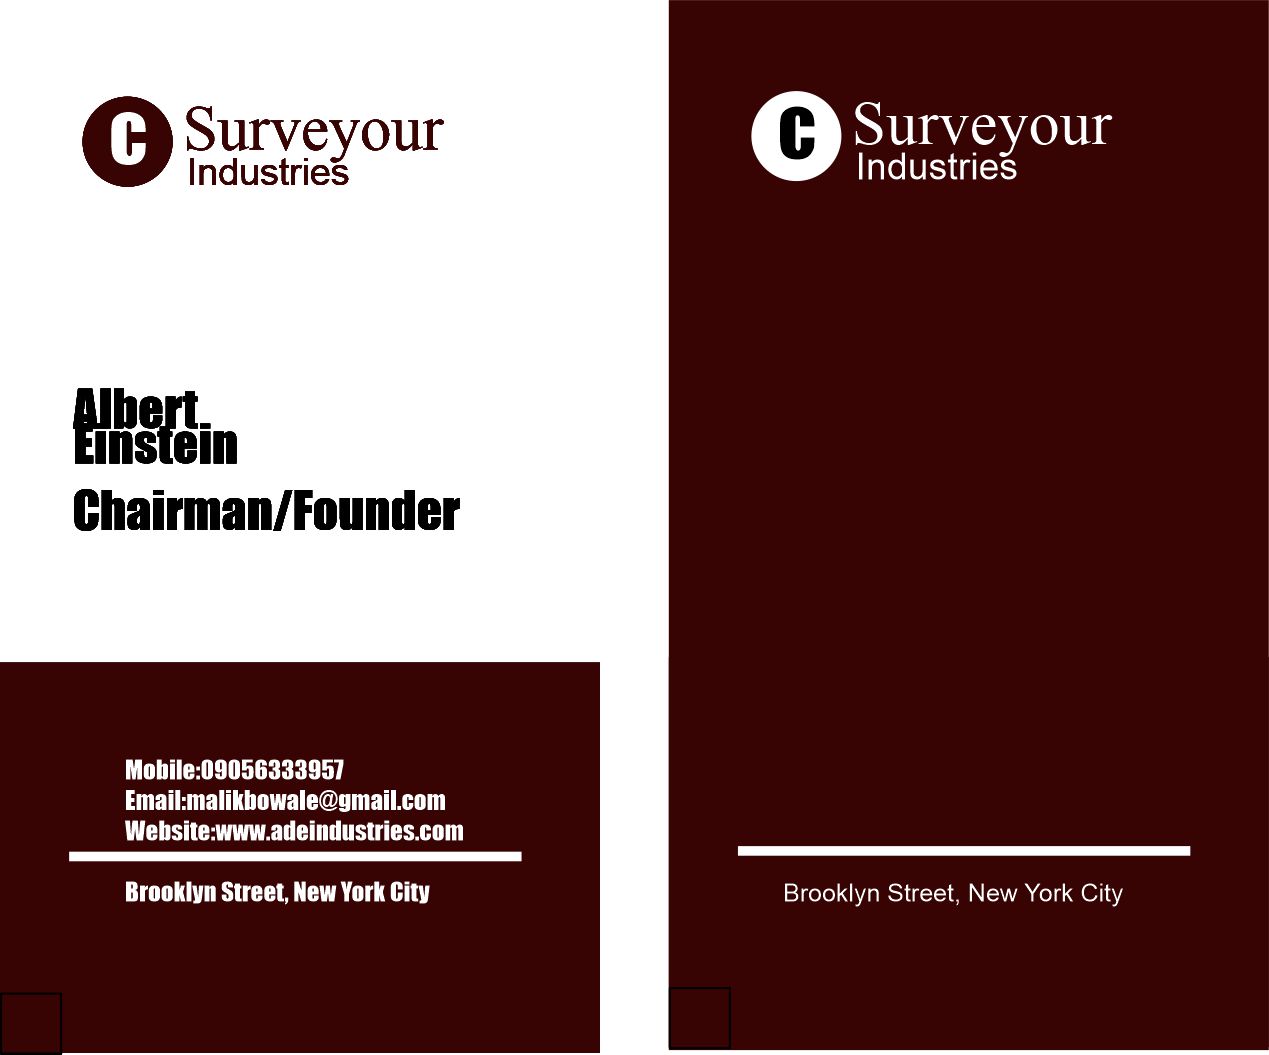 C
Surveyour
Industries
Albert
Einstein
Chairman/Founder
Mobile:09056333957
Email:malikbowale@gmail.com
Website:www.adeindustries.com
Brooklyn Street, New York City
C
Surveyour
Industries
Brooklyn Street, New York City